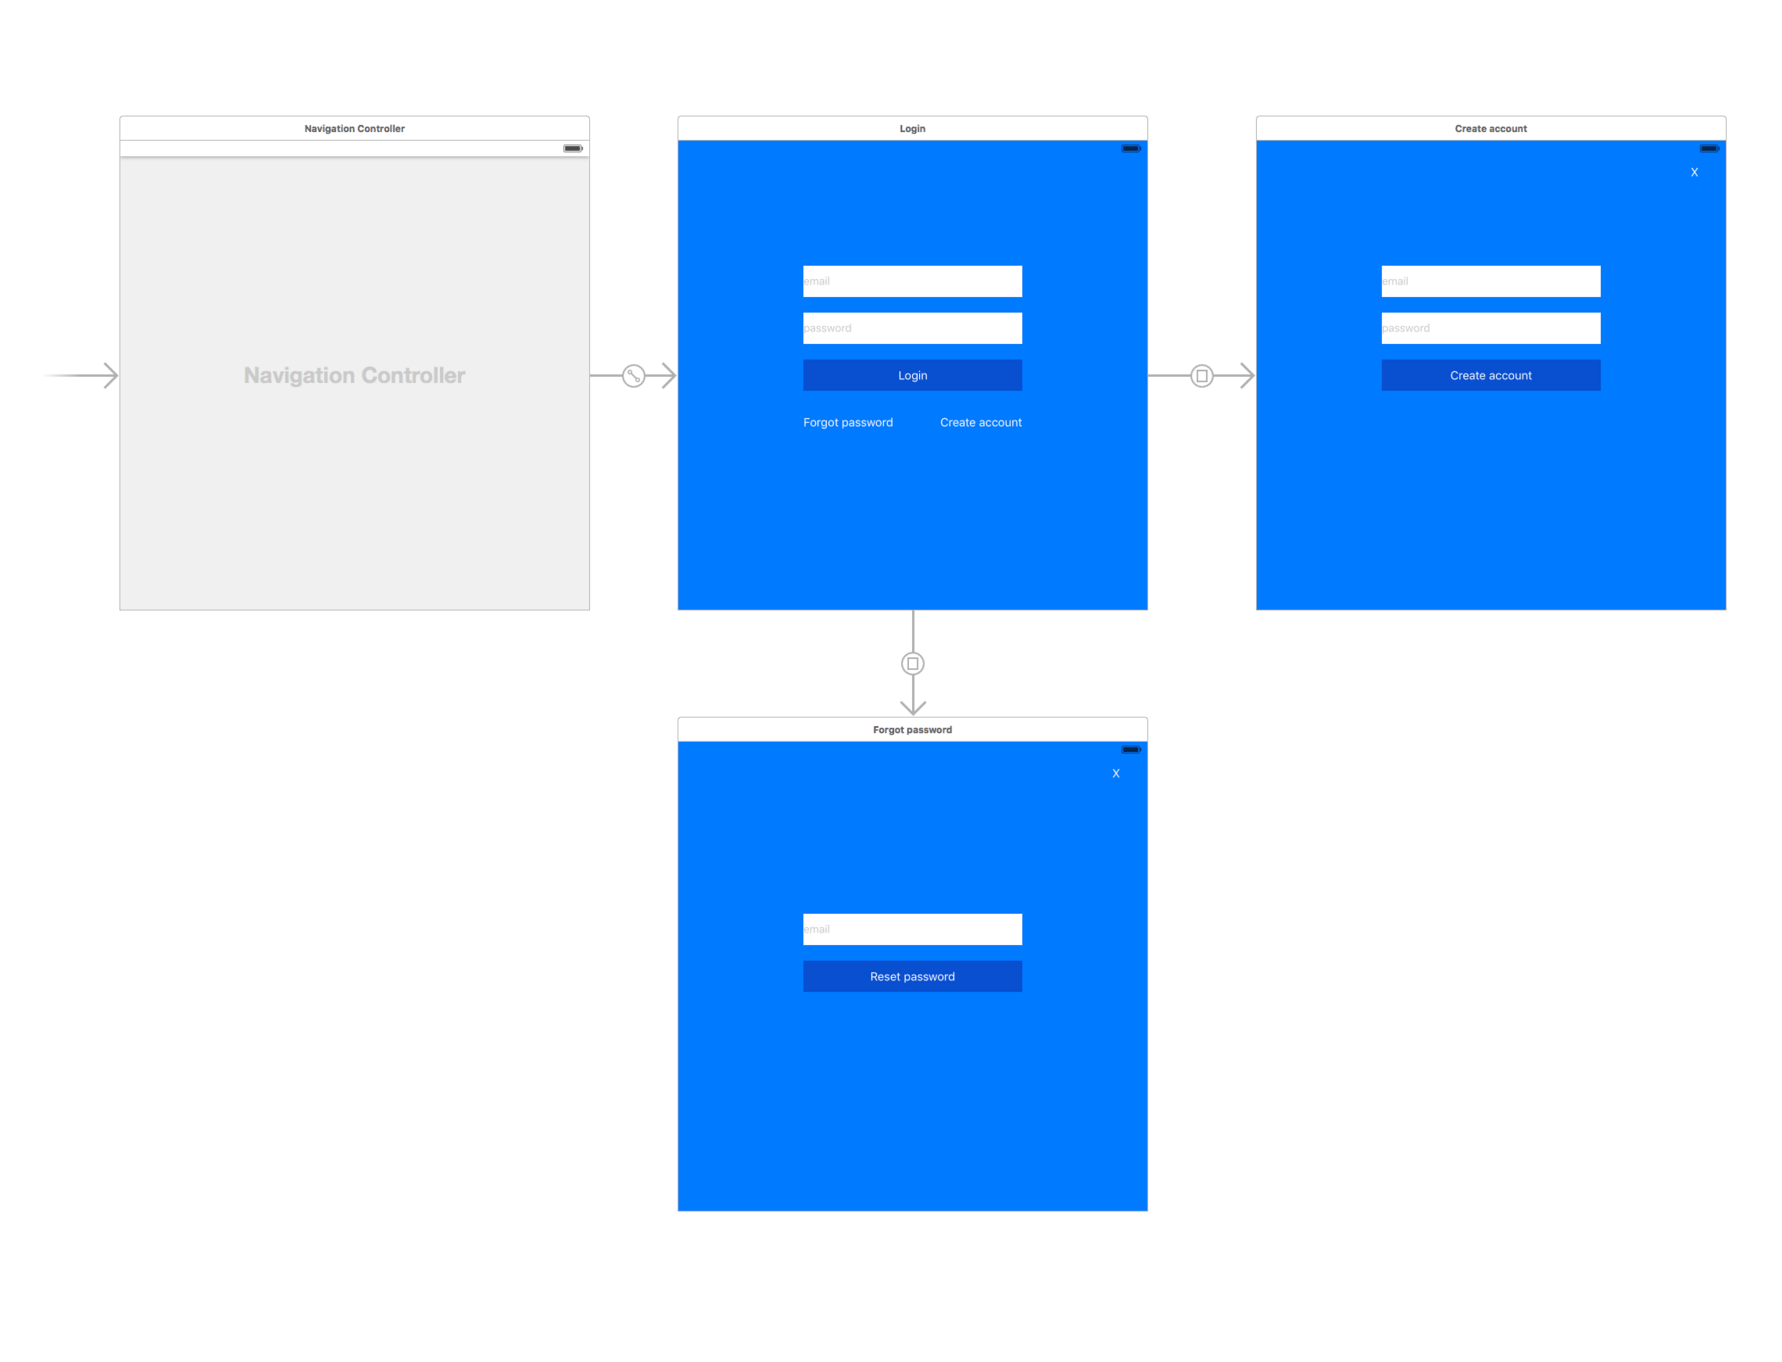 Navigation Controller
Navigation Controller
Login
email
password
Login
Forgot password
Create account
Create account
X
email
password
Create account
Forgot password
X
email
Reset password